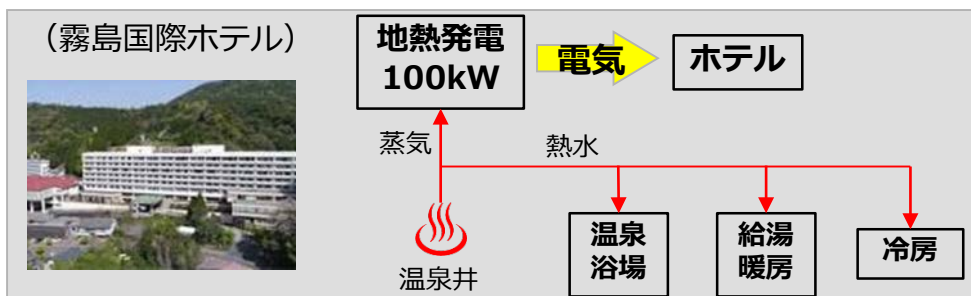 （霧島国際ホテル）
地熱発電
100kW
電気
ホテル
蒸気
熱水
温泉井
温泉
浴場
給湯
暖房
冷房